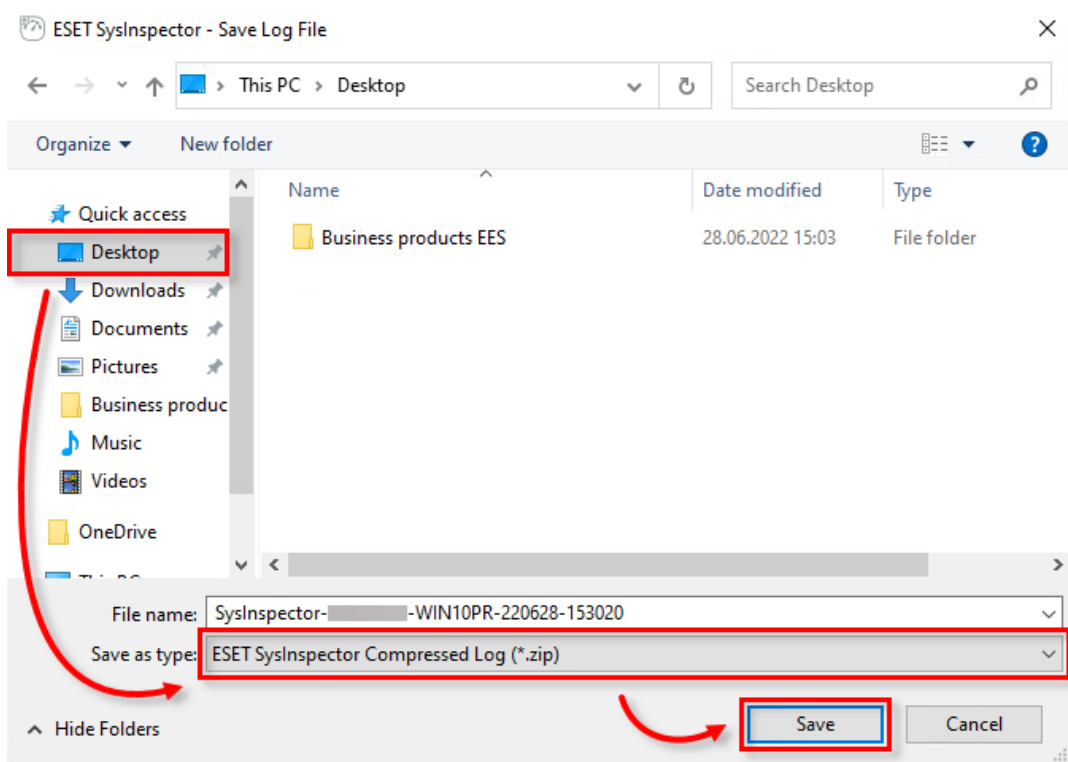 ESET SysInspector - Save Log File
This PC > Desktop
Search Desktop
Organize
New folder
?
Name
Date modified
Type
Quick access
Desktop
Downloads
Documents
Pictures
Business produc
Music
Videos
OneDrive
Business products EES 28.06.2022 15:03 File folder
File name: SysInspector- -WIN10PR-220628-153020
Save as type: ESET SysInspector Compressed Log (*.zip)
Hide Folders
Save
Cancel